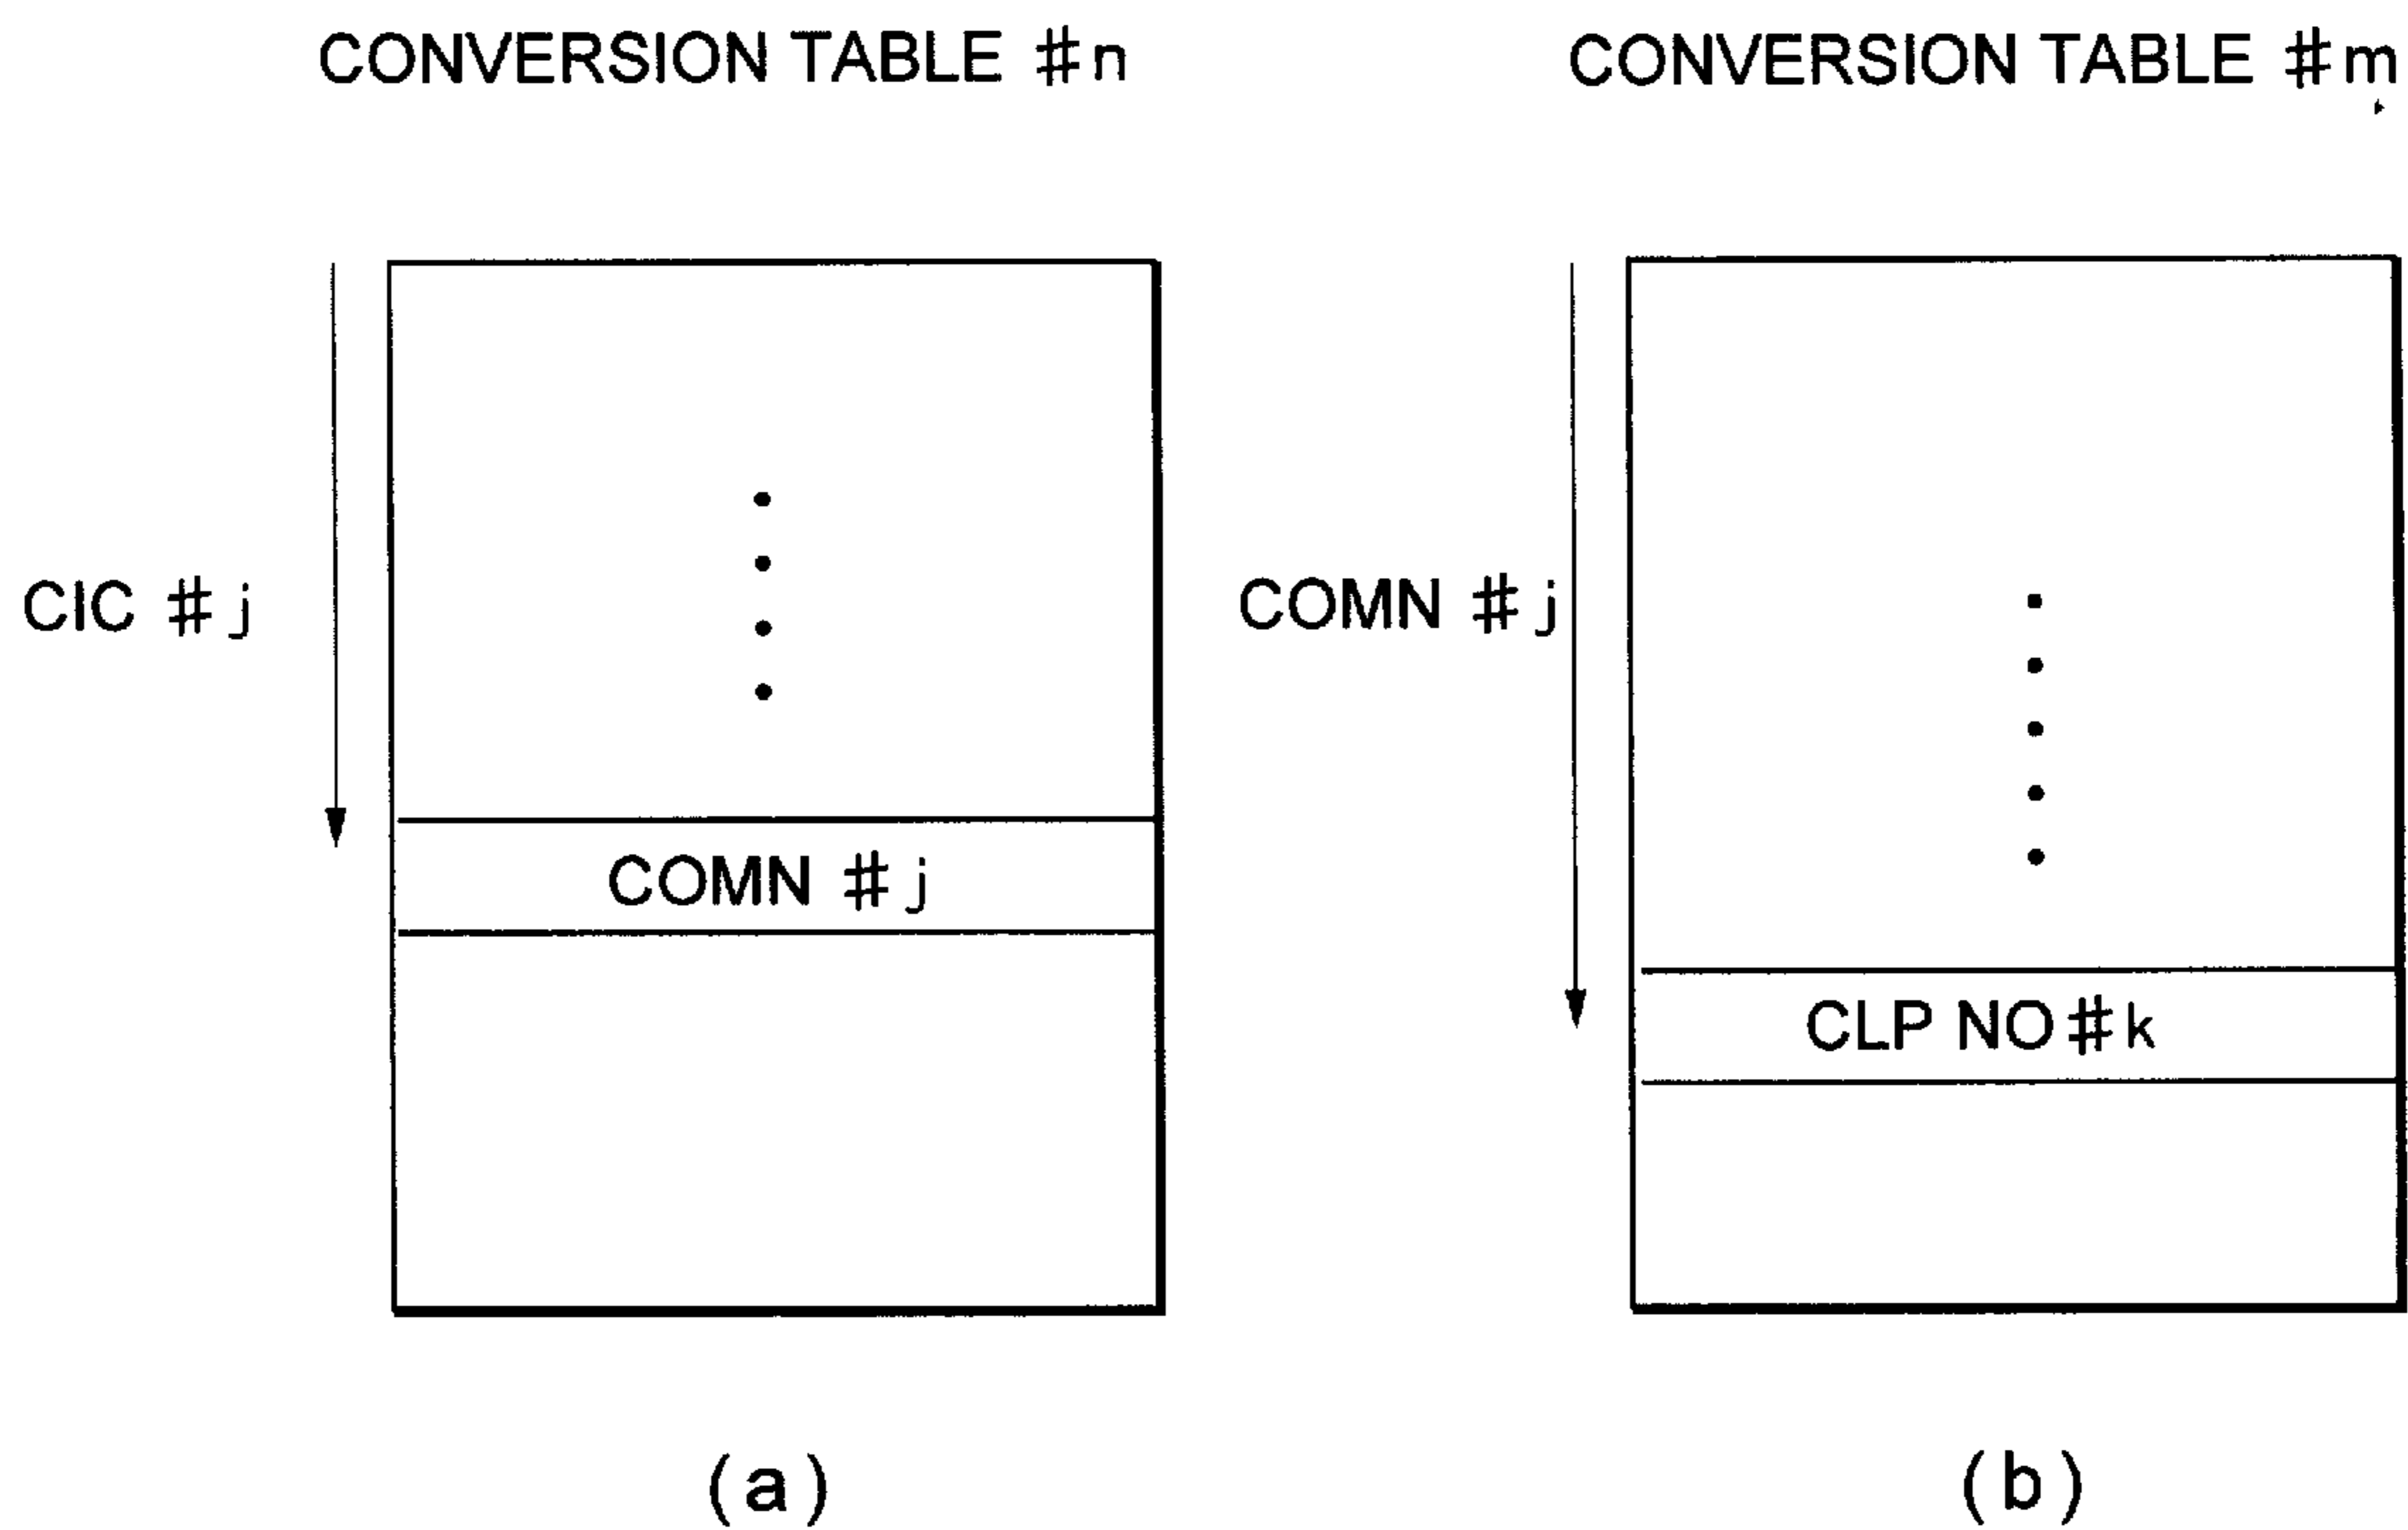 CONVERSION TABLE #n
CIC #j
COMN #j
(a)
CONVERSION TABLE #m
COMN #j
CLP NO#k
(b)